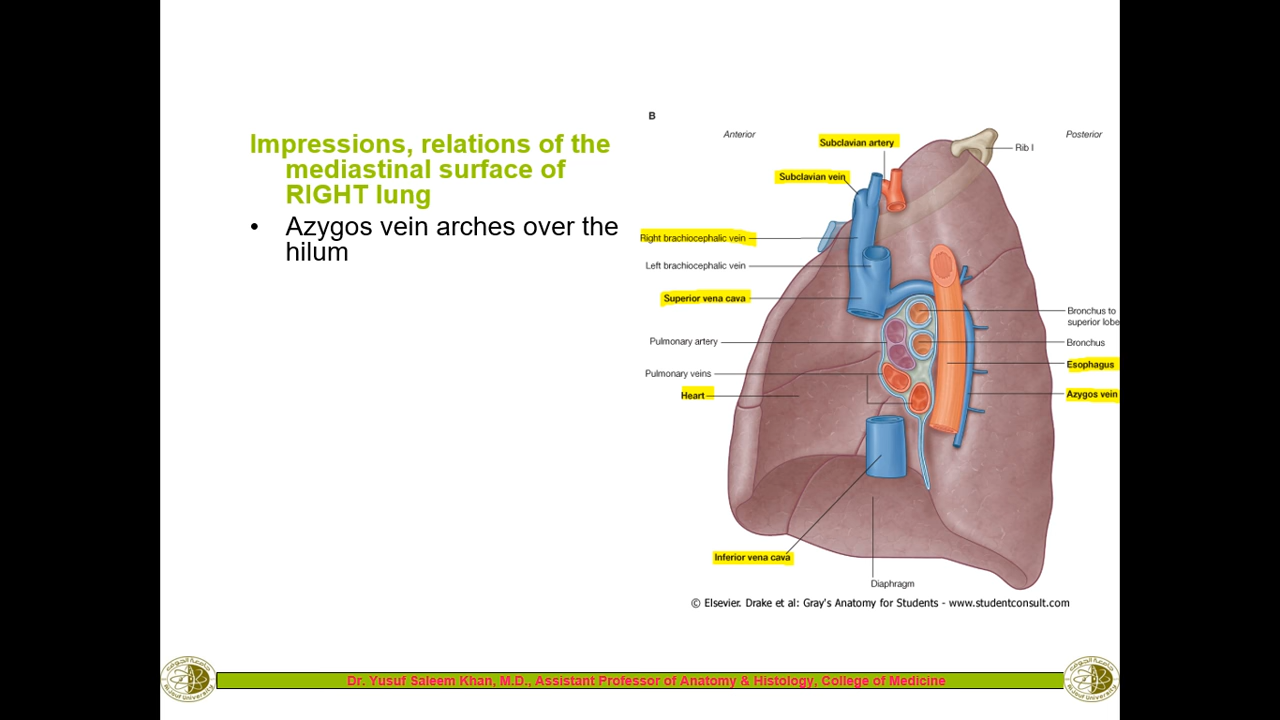 Impressions, relations of the
mediastinal surface of
RIGHT lung
• Azygos vein arches over the
hilum
B
Anterior
Posterior
Subclavian artery
Rib I
Subclavian vein
Right brachiocephalic vein
Left brachiocephalic vein
Superior vena cava
Bronchus to
superior lobe
Pulmonary artery
Bronchus
Esophagus
Pulmonary veins
Heart
Azygos vein
Inferior vena cava
Diaphragm
© Elsevier. Drake et al: Gray's Anatomy for Students - www.studentconsult.com
Dr. Yusuf Saleem Khan, M.D., Assistant Professor of Anatomy & Histology, College of Medicine